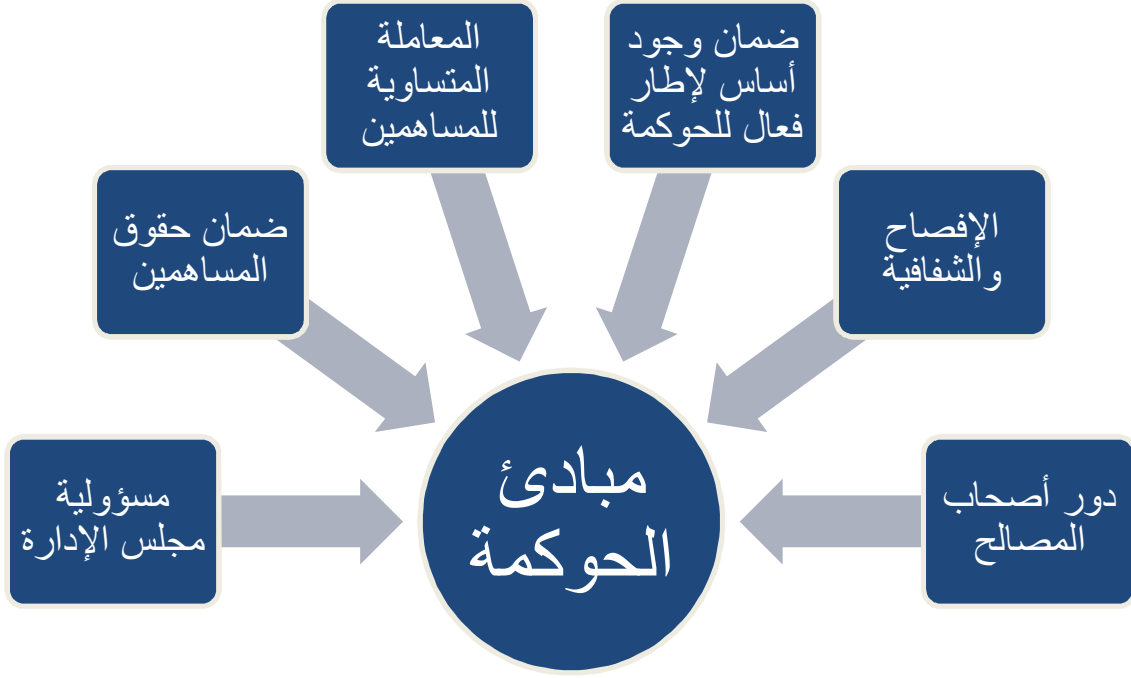 ضمان وجود
أساس لإطار
فعال للحوكمة
المعاملة
المتساوية
للمساهمين
الإفصاح
والشفافية
ضمان حقوق
المساهمين
دور أصحاب
المصالح
مبادئ
الحوكمة
مسؤولية
مجلس الإدارة